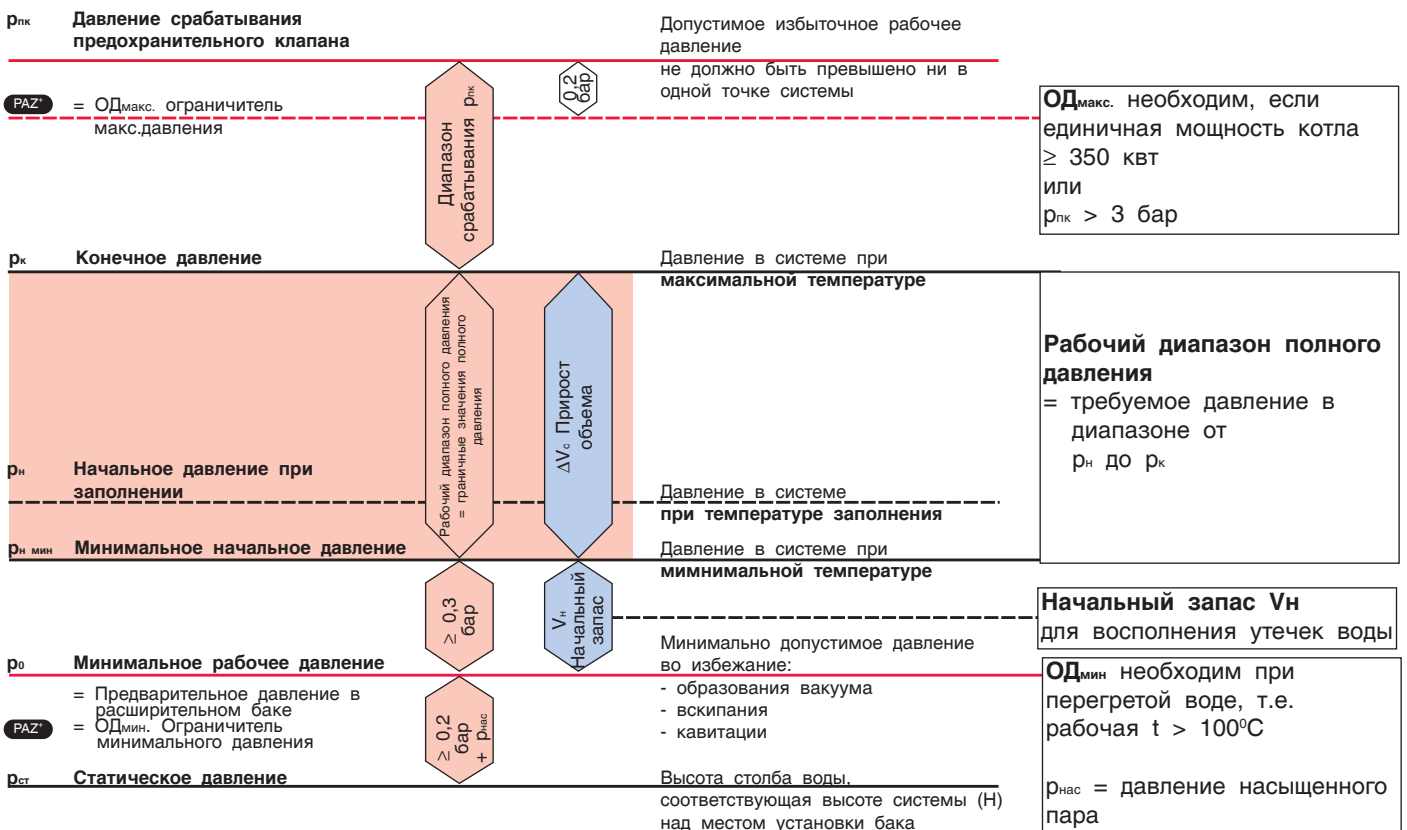 pпк Давление срабатывания
предохранительного клапана
Допустимое избыточное рабочее
давление
не должно быть превышено ни в
одной точке системы
PAZ+ = ОДмакс. ограничитель
макс.давления
Диапазон
срабатывания pпк
0,2
бар
ОДмакс. необходим, если
единичная мощность котла
≥ 350 квт
или
pпк > 3 бар
pк Конечное давление
Давление в системе при
максимальной температуре
Рабочий диапазон полного давления
= граничные значения полного
давления
ΔVс Прирост
объема
Рабочий диапазон полного
давления
= требуемое давление в
диапазоне от
pн до pк
pн Начальное давление при
заполнении
Давление в системе
при температуре заполнения
pн мин Минимальное начальное давление
Давление в системе при
мимнимальной температуре
≥ 0,3
бар
Vн
Начальный
запас
Начальный запас Vн
для восполнения утечек воды
p0 Минимальное рабочее давление
= Предварительное давление в
расширительном баке
PAZ+ = ОДмин. Ограничитель
минимального давления
Минимально допустимое давление
во избежание:
- образования вакуума
- вскипания
- кавитации
≥ 0,2
бар
+ pнас
ОДмин необходим при
перегретой воде, т.е.
рабочая t > 100⁰C
pнас = давление насыщенного
пара
pст Статическое давление
Высота столба воды,
соответствующая высоте системы (H)
над местом установки бака